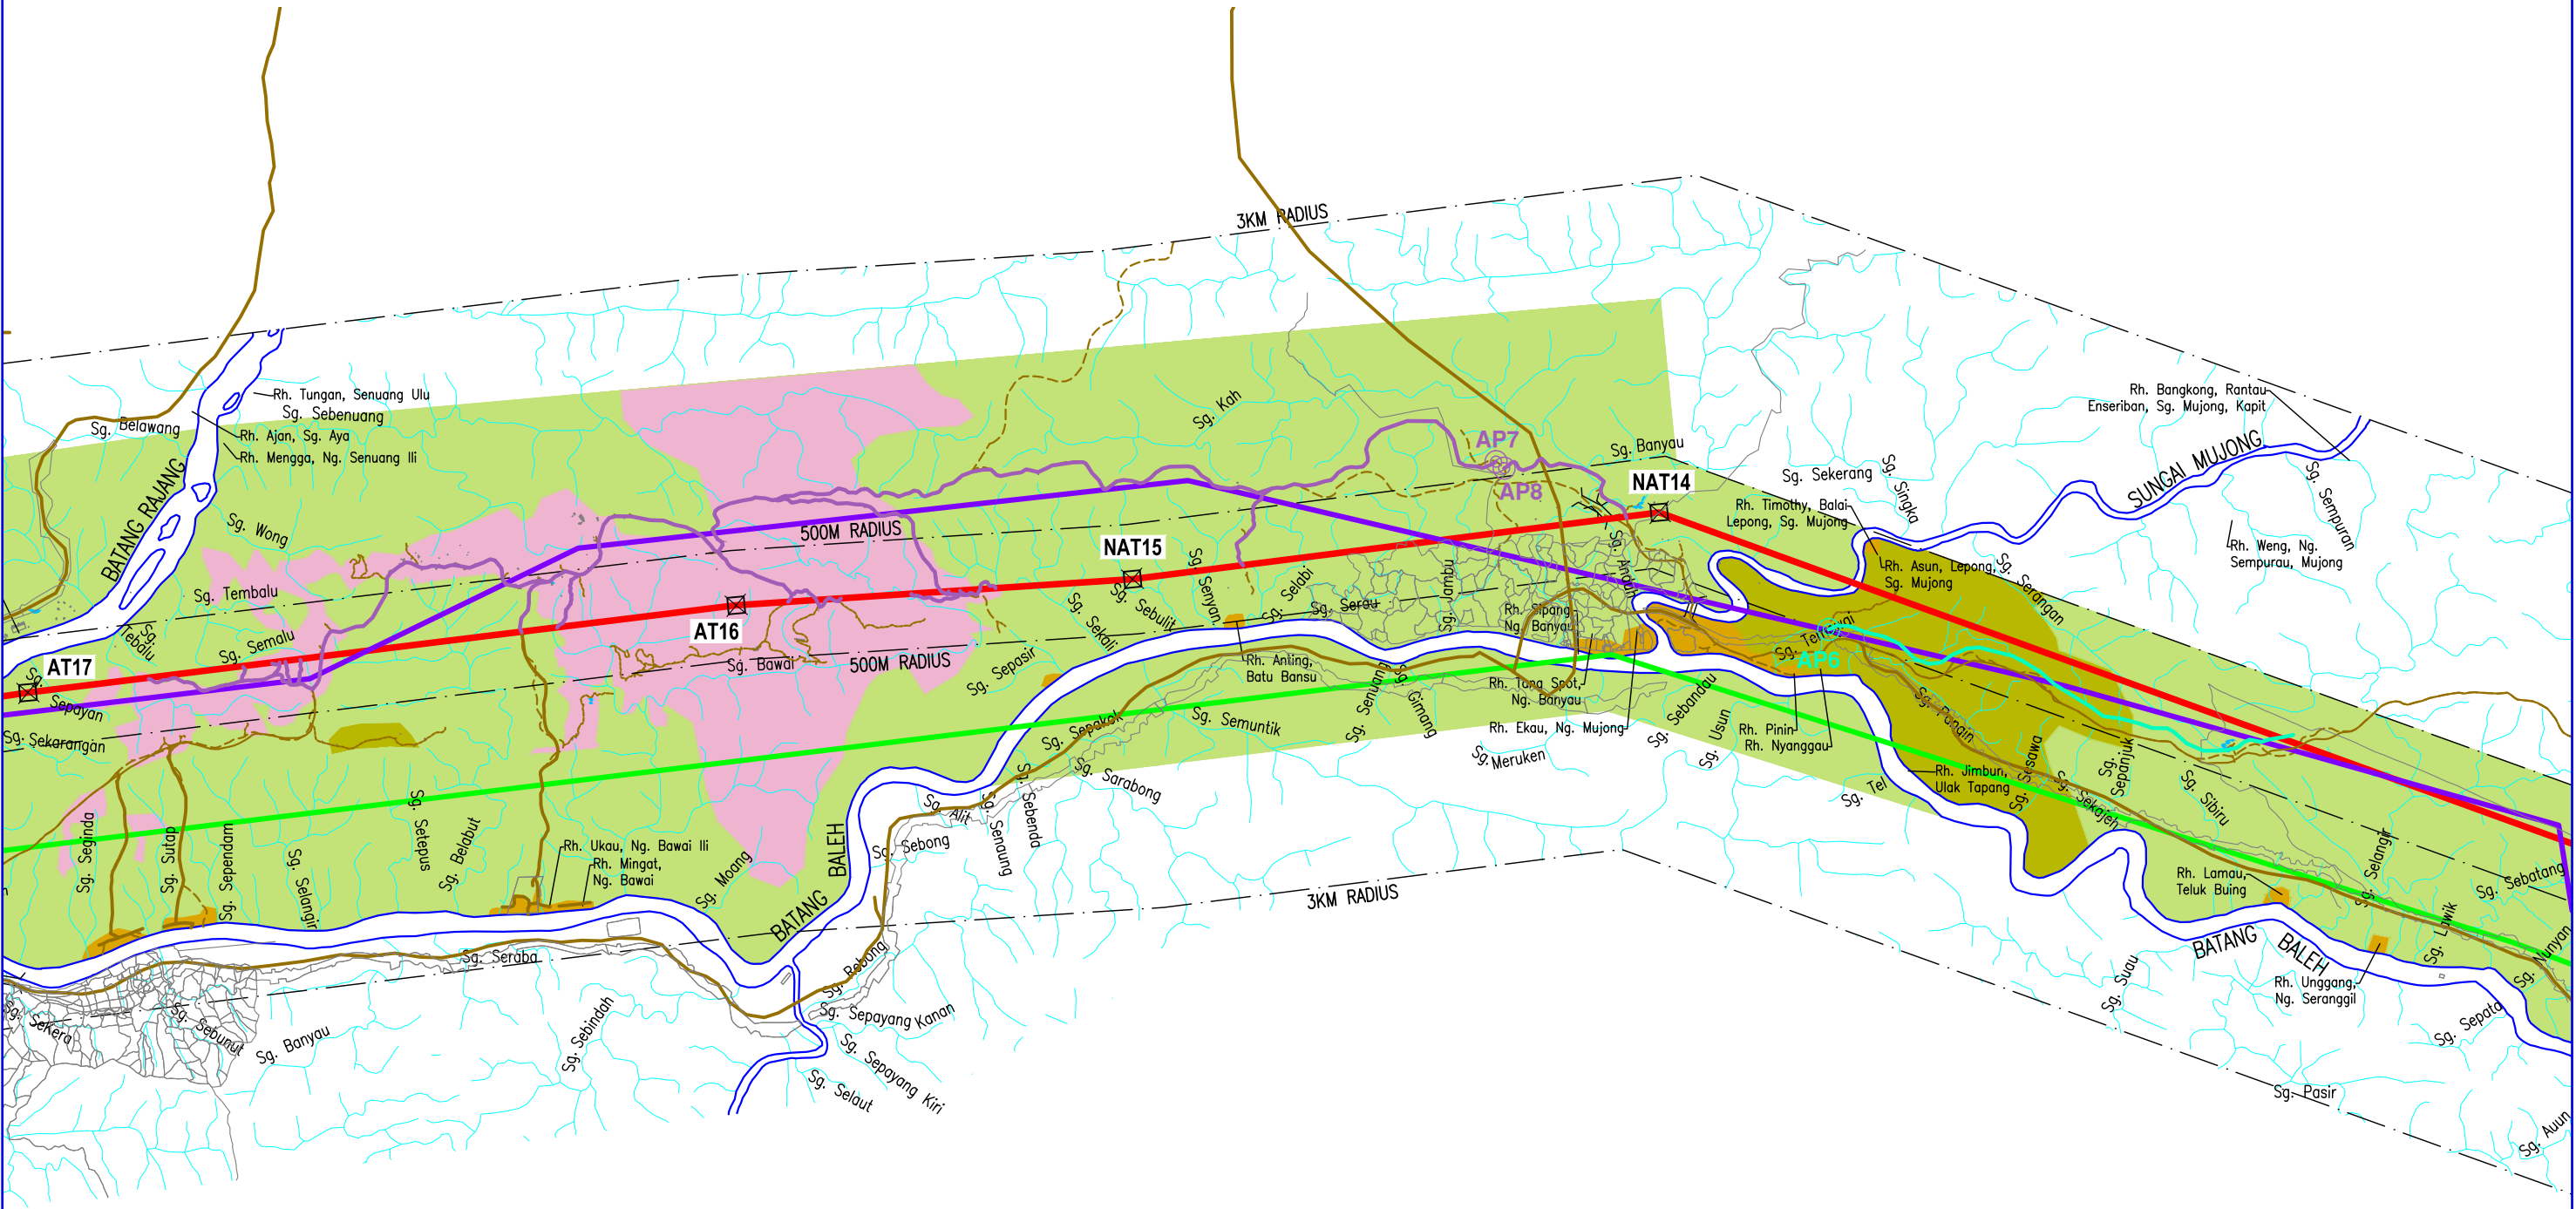 3KM RADIUS
Rh. Tungan, Senuang Ulu
Sg. Sebenuang
Sg. Belawang
Rh. Ajan, Sg. Aya
Rh. Mengga, Ng. Senuang Ili
BATANG RAJANG
Sg. Wong
Sg. Tembalu
Sg. Tebalu
Sg. Semalu
AT17
Sg. Sepayan
Sg. Sekarangan
500M RADIUS
AT16
Sg. Bawai
500M RADIUS
NAT15
Sg. Kah
Sg. Senyan
Sg. Sebulik
Sg. Sekali
Sg. Sepasir
Sg. Selabi
Sg. Serau
Sg. Jambu
AP7
AP8
Sg. Banyau
NAT14
Sg. Andah
Rh. Sipang,
Ng. Banyau
Rh. Anling,
Batu Bansu
Rh. Tang Spot,
Ng. Banyau
Rh. Ekau, Ng. Mujong
Sg. Sepakok
Sg. Semuntik
Sg. Senuang
Sg. Gimang
Sg. Meruken
Sg. Sebandau
Sg. Usun
Rh. Pinin
Rh. Nyanggau
AP6
Rh. Timothy, Balai
Lepong, Sg. Mujong
Sg. Sekerang
Sg. Singka
Rh. Asun, Lepong,
Sg. Mujong
Sg. Serangan
SUNGAI MUJONG
Rh. Bangkong, Rantau
Enseriban, Sg. Mujong, Kapit
Sg. Sempuran
Rh. Weng, Ng.
Sempurau, Mujong
Sg. Pangin
Sg. Sesawa
Sg. Sepanjuk
Sg. Sekajeh
Sg. Sibiru
Rh. Jimbun,
Ulak Tapang
Sg. Tel
Sg. Selangir
Sg. Sebatang
Rh. Lamau,
Teluk Buing
Sg. Lawik
Sg. Nunyan
BATANG BALEH
Rh. Unggang,
Ng. Seranggil
Sg. Suau
Sg. Sepata
Sg. Pasir
Sg. Auun
Sg. Seginda
Sg. Sutap
Sg. Sependam
Sg. Selangir
Sg. Setepus
Sg. Belabut
Rh. Ukau, Ng. Bawai Ili
Rh. Mingat,
Ng. Bawai
Sg. Moang
BATANG BALEH
Sg. Alit
Sg. Sebong
Sg. Senaung
Sg. Sebenda
Sg. Sarabong
3KM RADIUS
Sg. Seraba
Sg. Rebong
Sg. Sepayang Kanan
Sg. Sepayang Kiri
Sg. Selaut
Sg. Sebindah
Sg. Sekera
Sg. Sebunut
Sg. Banyau